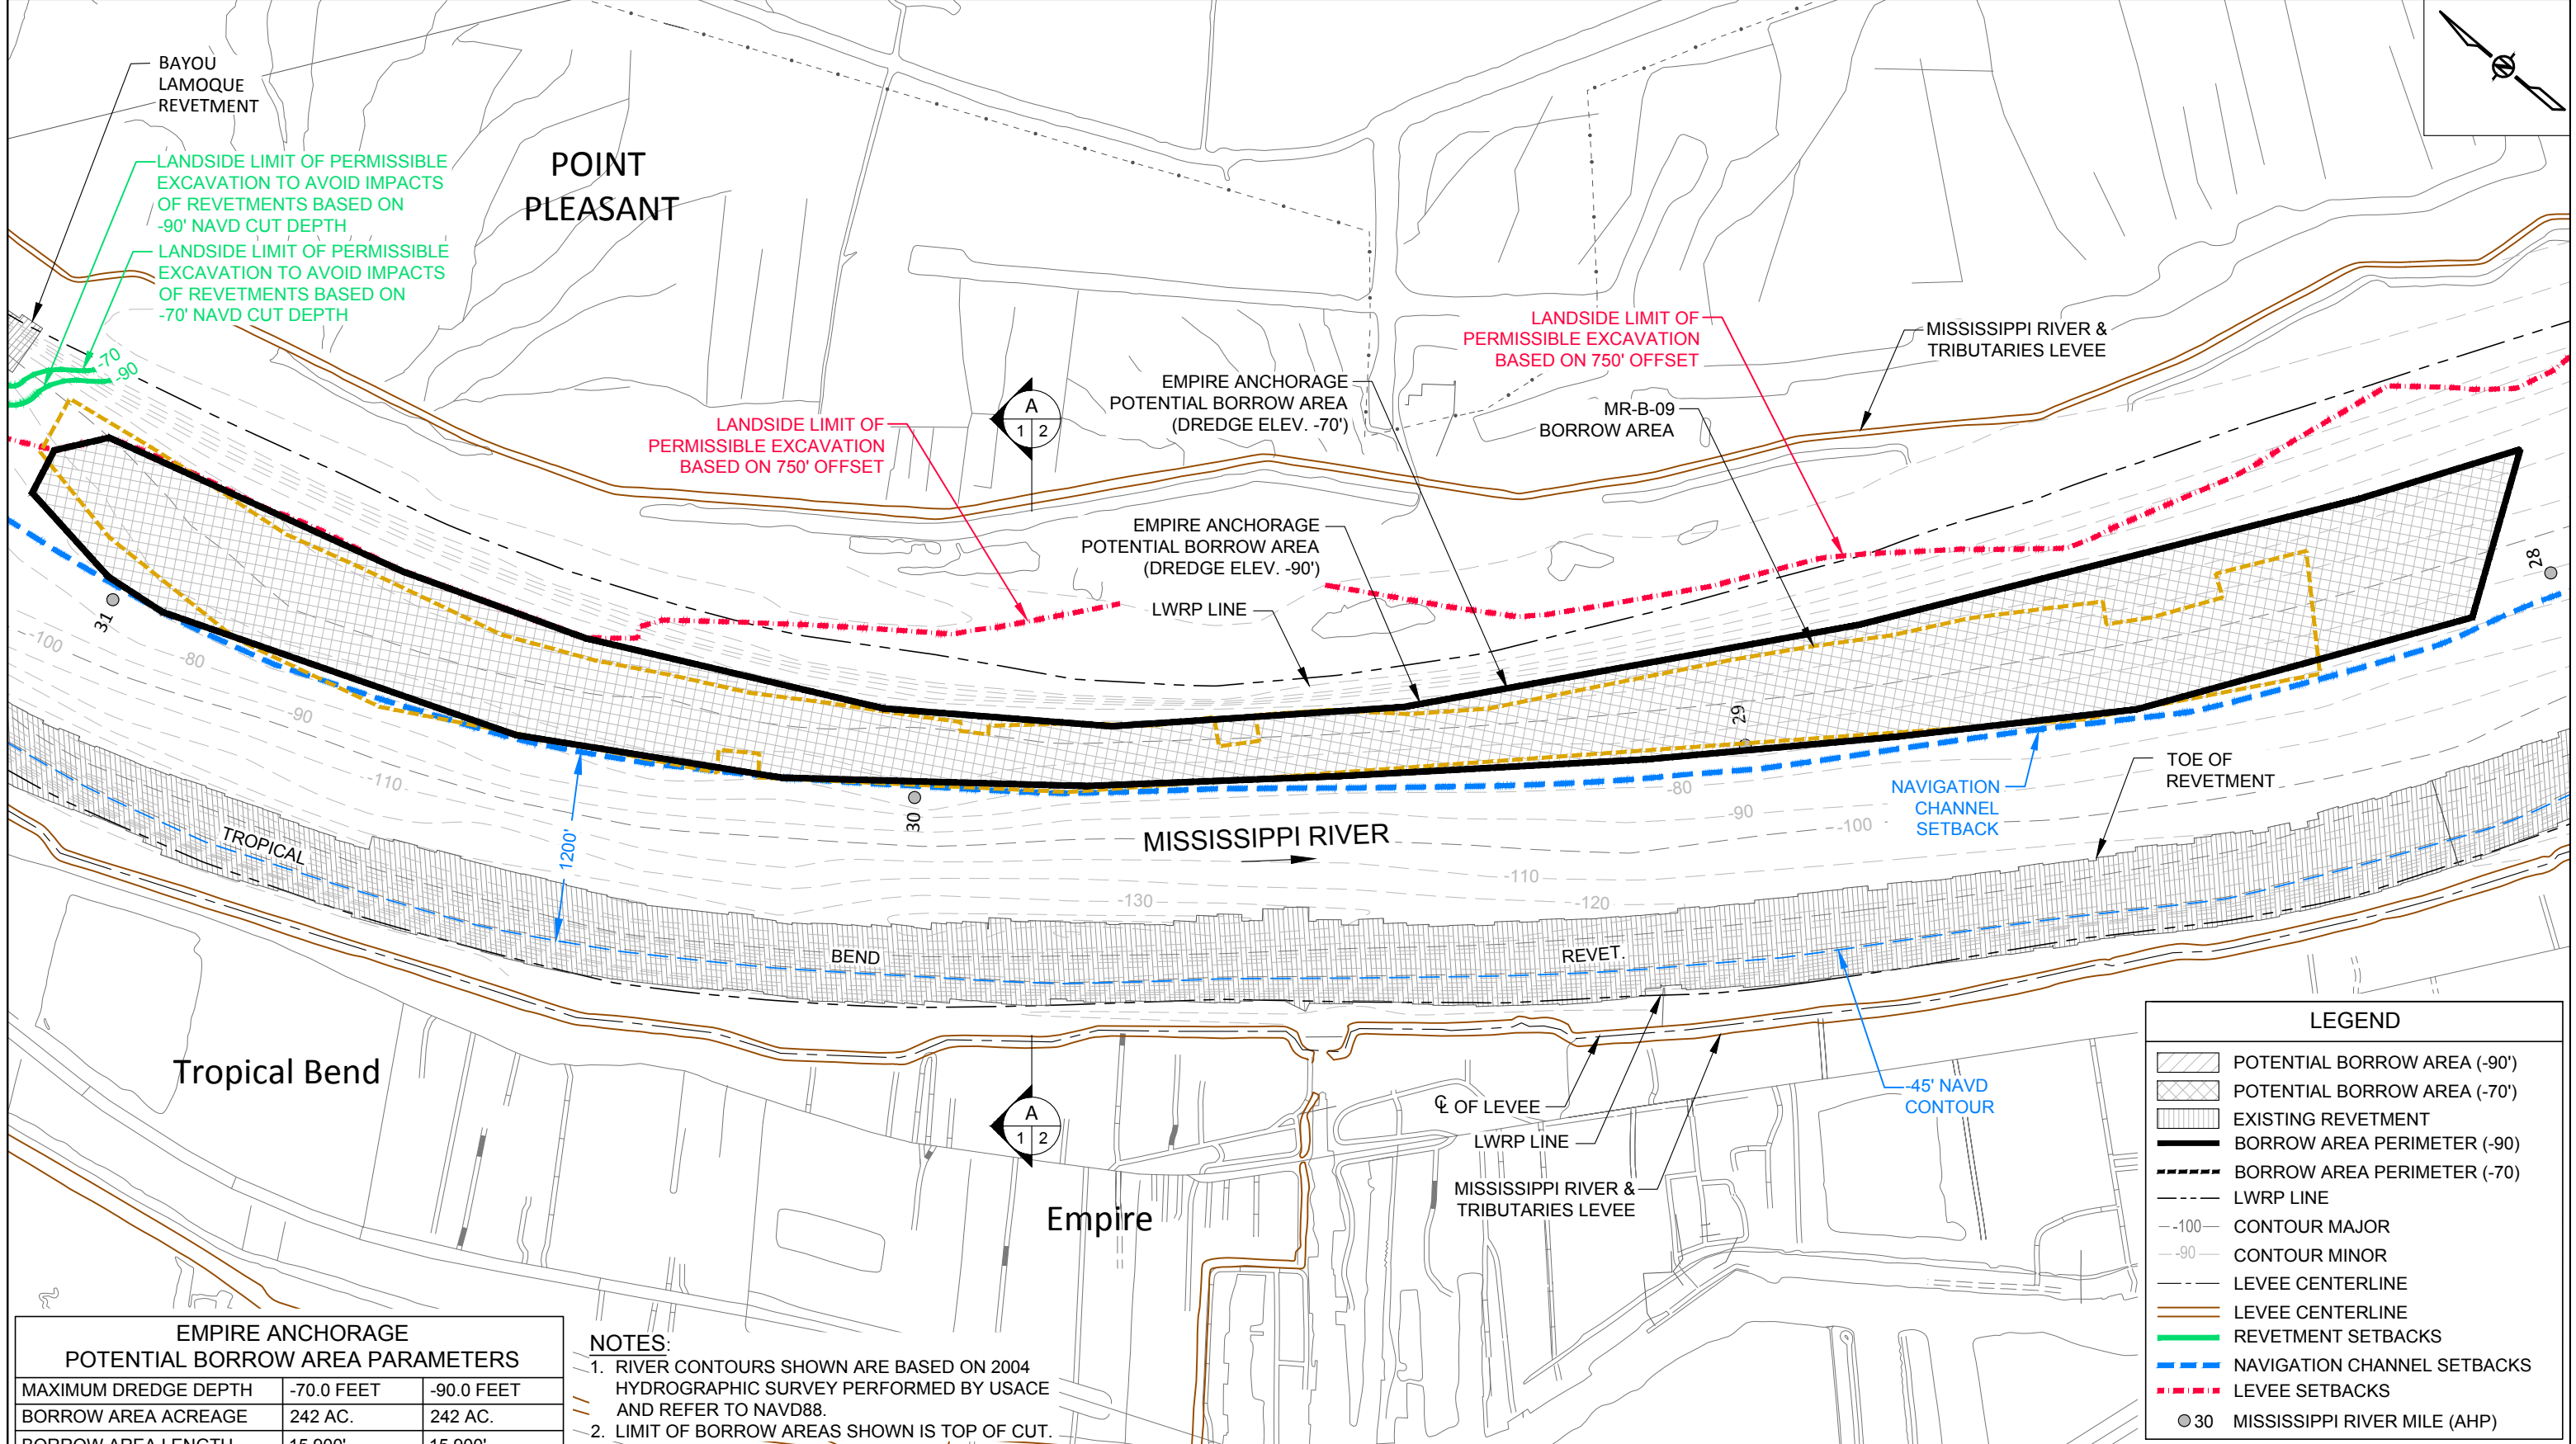 BAYOU
LAMOQUE
REVETMENT
LANDSIDE LIMIT OF PERMISSIBLE
EXCAVATION TO AVOID IMPACTS
OF REVETMENTS BASED ON
-90' NAVD CUT DEPTH
LANDSIDE LIMIT OF PERMISSIBLE
EXCAVATION TO AVOID IMPACTS
OF REVETMENTS BASED ON
-70' NAVD CUT DEPTH
-70
-90
POINT
PLEASANT
N
LANDSIDE LIMIT OF
PERMISSIBLE EXCAVATION
BASED ON 750' OFFSET
A
1 2
EMPIRE ANCHORAGE
POTENTIAL BORROW AREA
(DREDGE ELEV. -70')
LANDSIDE LIMIT OF
PERMISSIBLE EXCAVATION
BASED ON 750' OFFSET
MR-B-09
BORROW AREA
MISSISSIPPI RIVER &
TRIBUTARIES LEVEE
EMPIRE ANCHORAGE
POTENTIAL BORROW AREA
(DREDGE ELEV. -90')
LWRP LINE
28
31
-100
-80
-90
-110
29
30
-80
-90
-100
-110
-120
-130
1200'
MISSISSIPPI RIVER
NAVIGATION
CHANNEL
SETBACK
TOE OF
REVETMENT
TROPICAL
BEND
REVET.
Tropical Bend
A
1 2
Empire
℄ OF LEVEE
LWRP LINE
MISSISSIPPI RIVER &
TRIBUTARIES LEVEE
-45' NAVD
CONTOUR
LEGEND
POTENTIAL BORROW AREA (-90')
POTENTIAL BORROW AREA (-70')
EXISTING REVETMENT
BORROW AREA PERIMETER (-90)
BORROW AREA PERIMETER (-70)
LWRP LINE
-100 CONTOUR MAJOR
-90 CONTOUR MINOR
LEVEE CENTERLINE
LEVEE CENTERLINE
REVETMENT SETBACKS
NAVIGATION CHANNEL SETBACKS
LEVEE SETBACKS
30 MISSISSIPPI RIVER MILE (AHP)
EMPIRE ANCHORAGE
POTENTIAL BORROW AREA PARAMETERS
MAXIMUM DREDGE DEPTH -70.0 FEET -90.0 FEET
BORROW AREA ACREAGE 242 AC. 242 AC.
BORROW AREA LENGTH
NOTES:
1. RIVER CONTOURS SHOWN ARE BASED ON 2004
HYDROGRAPHIC SURVEY PERFORMED BY USACE
AND REFER TO NAVD88.
2. LIMIT OF BORROW AREAS SHOWN IS TOP OF CUT.